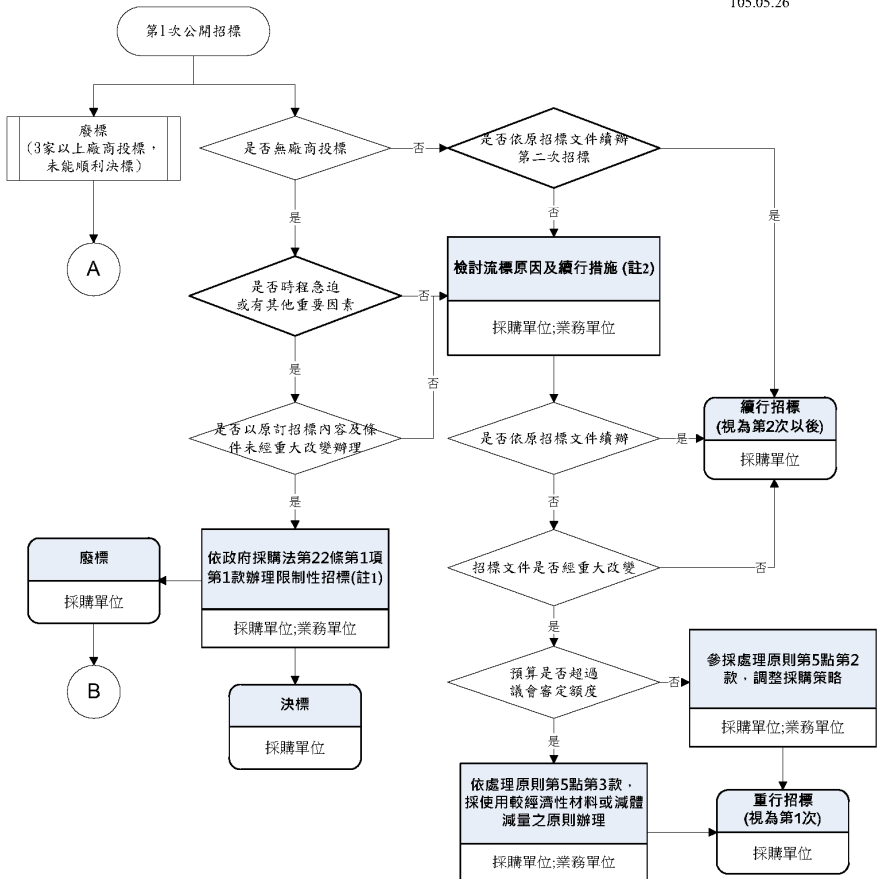 105.05.26
第1次公開招標
廢標
(3家以上廠商投標，
未能順利決標)
是否無廠商投標
否
是否依原招標文件續辦
第二次招標
是
否
是
A
是否時程急迫
或有其他重要因素
否
檢討流標原因及續行措施 (註2)
採購單位;業務單位
是
否
是否以原訂招標內容及條
件未經重大改變辦理
是否依原招標文件續辦
是
續行招標
(視為第2次以後)
採購單位
是
否
廢標
採購單位
依政府採購法第22條第1項
第1款辦理限制性招標(註1)
採購單位;業務單位
招標文件是否經重大改變
否
是
B
決標
採購單位
預算是否超過
議會審定額度
否
參採處理原則第5點第2
款，調整採購策略
採購單位;業務單位
是
依處理原則第5點第3款，
採使用較經濟性材料或減體
減量之原則辦理
採購單位;業務單位
重行招標
(視為第1次)
採購單位